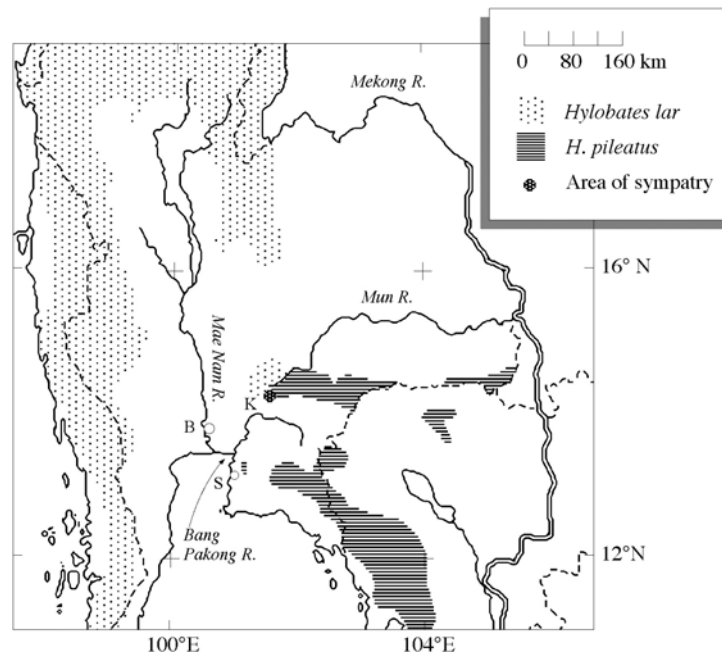 0 80 160 km
Hylobates lar
H. pileatus
Area of sympatry
Mekong R.
16° N
Mun R.
Mae Nam R.
K
B
S
Bang
Pakong R.
12°N
100°E
104°E